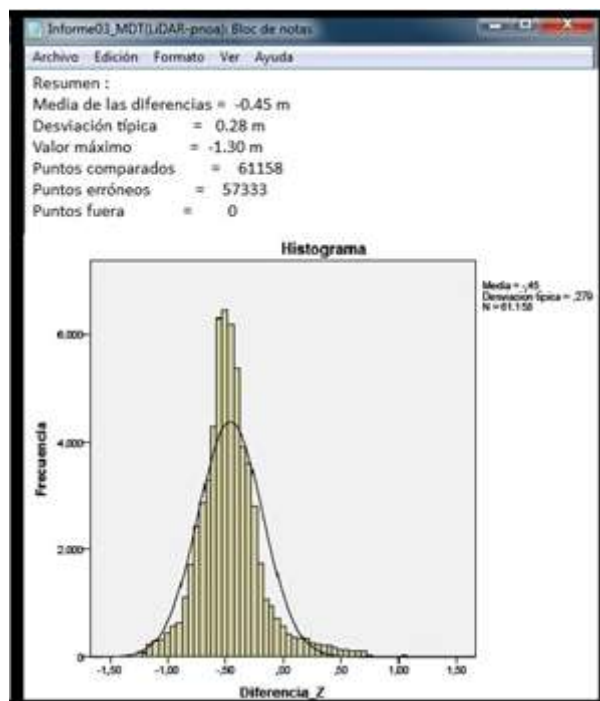 Informe03_MDT(LiDAR-pnoa): Bloc de notas
Archivo Edición Formato Ver Ayuda
Resumen :
Media de las diferencias = -0.45 m
Desviación típica = 0.28 m
Valor máximo = -1.30 m
Puntos comparados = 61158
Puntos erróneos = 57333
Puntos fuera = 0
Histograma
Media = -,45
Desviación típica = ,279
N = 61.158
6.000
4.000
2.000
0
Frecuencia
-1,50 -1,00 -,50 ,00 ,50 1,00 1,50
Diferencia_Z